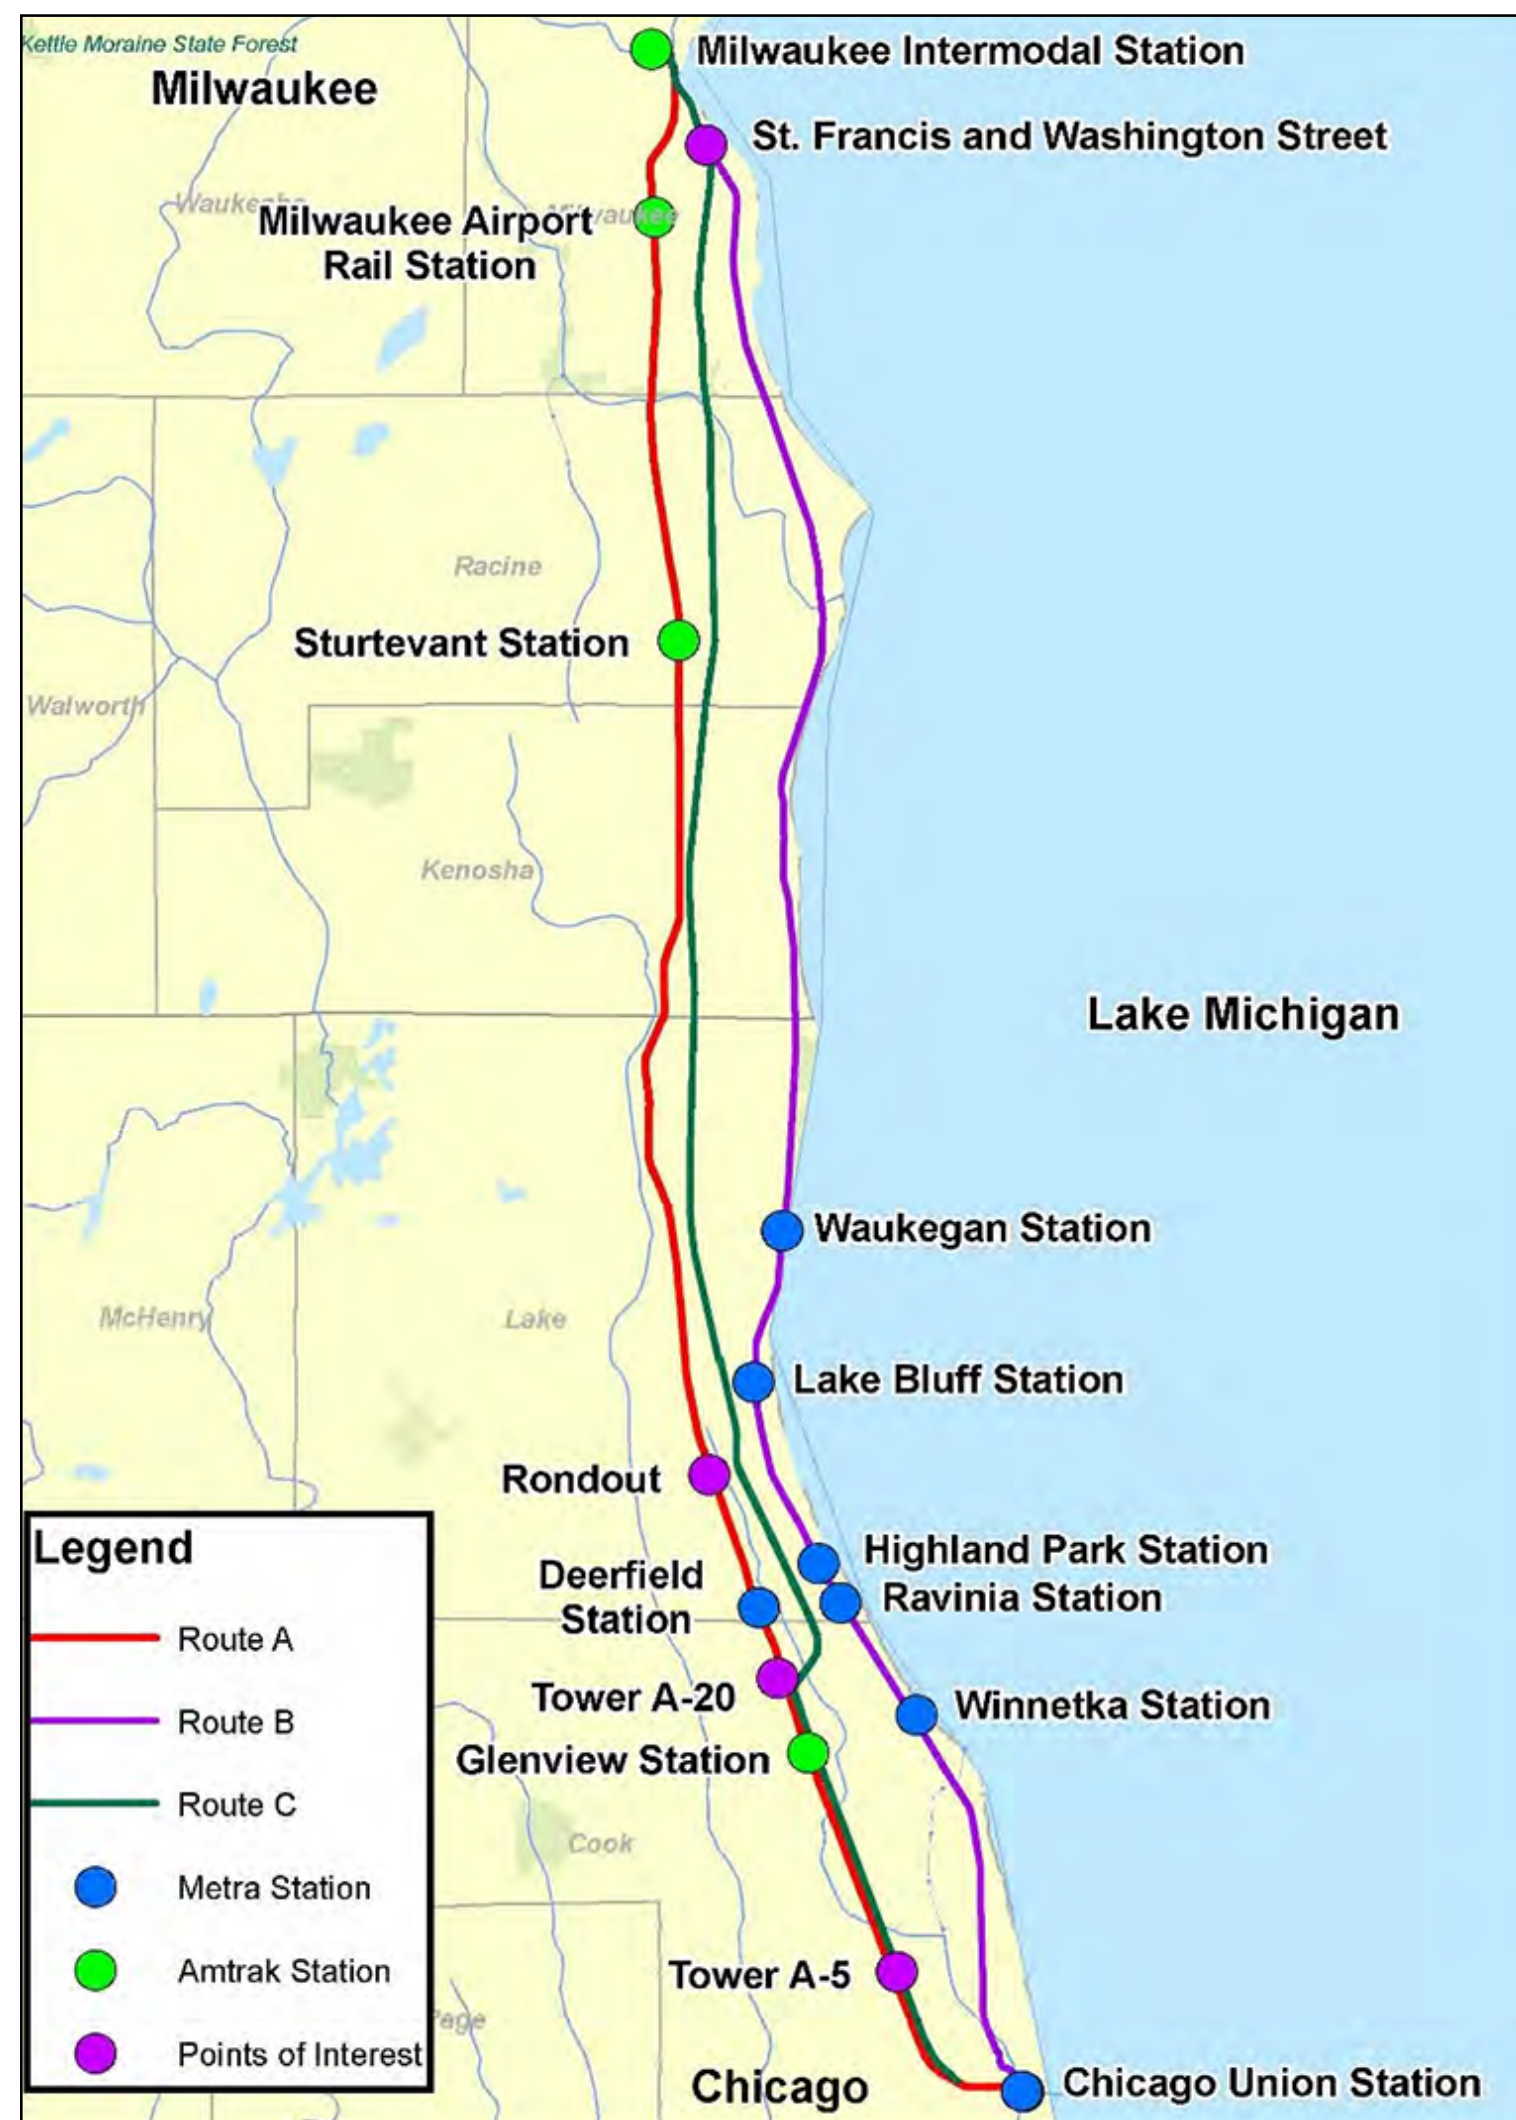 Kettle Moraine State Forest
Milwaukee
Milwaukee Intermodal Station
St. Francis and Washington Street
Waukesha
Milwaukee
Milwaukee Airport
Rail Station
Racine
Sturtevant Station
Walworth
Kenosha
Lake Michigan
Waukegan Station
McHenry
Lake
Lake Bluff Station
Rondout
Highland Park Station
Deerfield
Station
Ravinia Station
Tower A-20
Winnetka Station
Glenview Station
Cook
Tower A-5
Page
Chicago
Chicago Union Station
Legend
Route A
Route B
Route C
Metra Station
Amtrak Station
Points of Interest